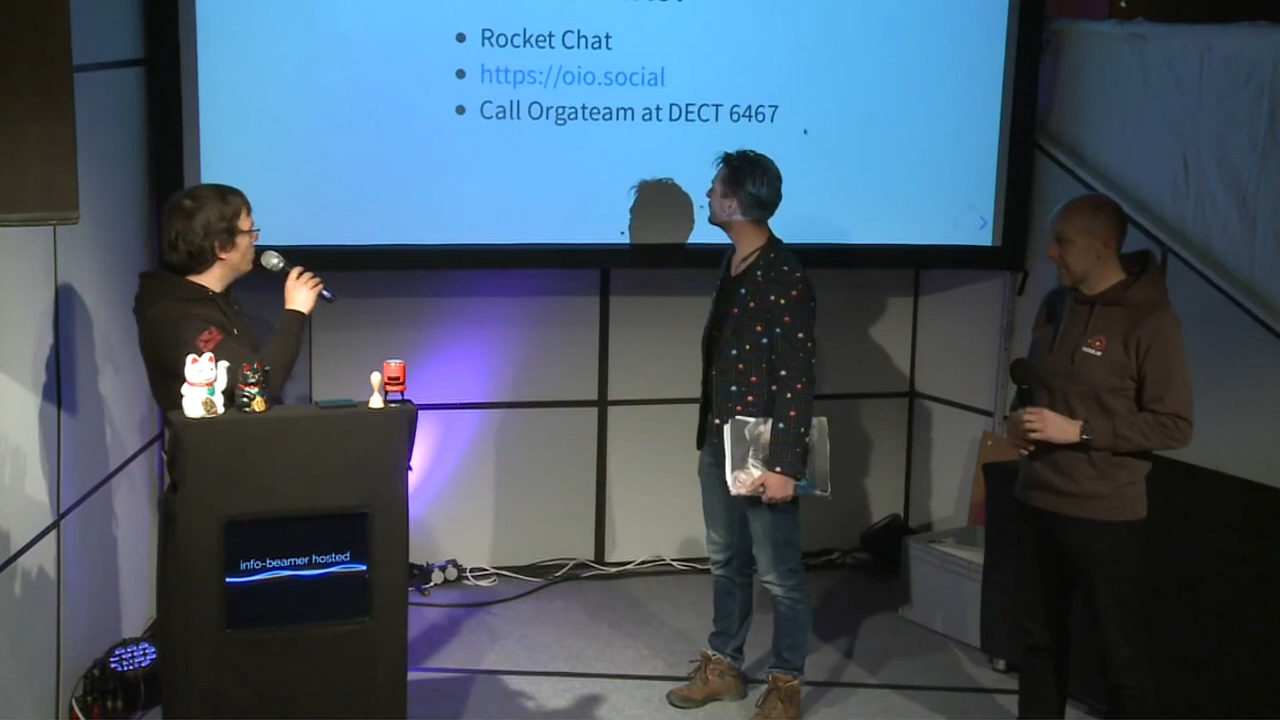 Rocket Chat
https://oio.social
Call Orgateam at DECT 6467
info-beamer hosted